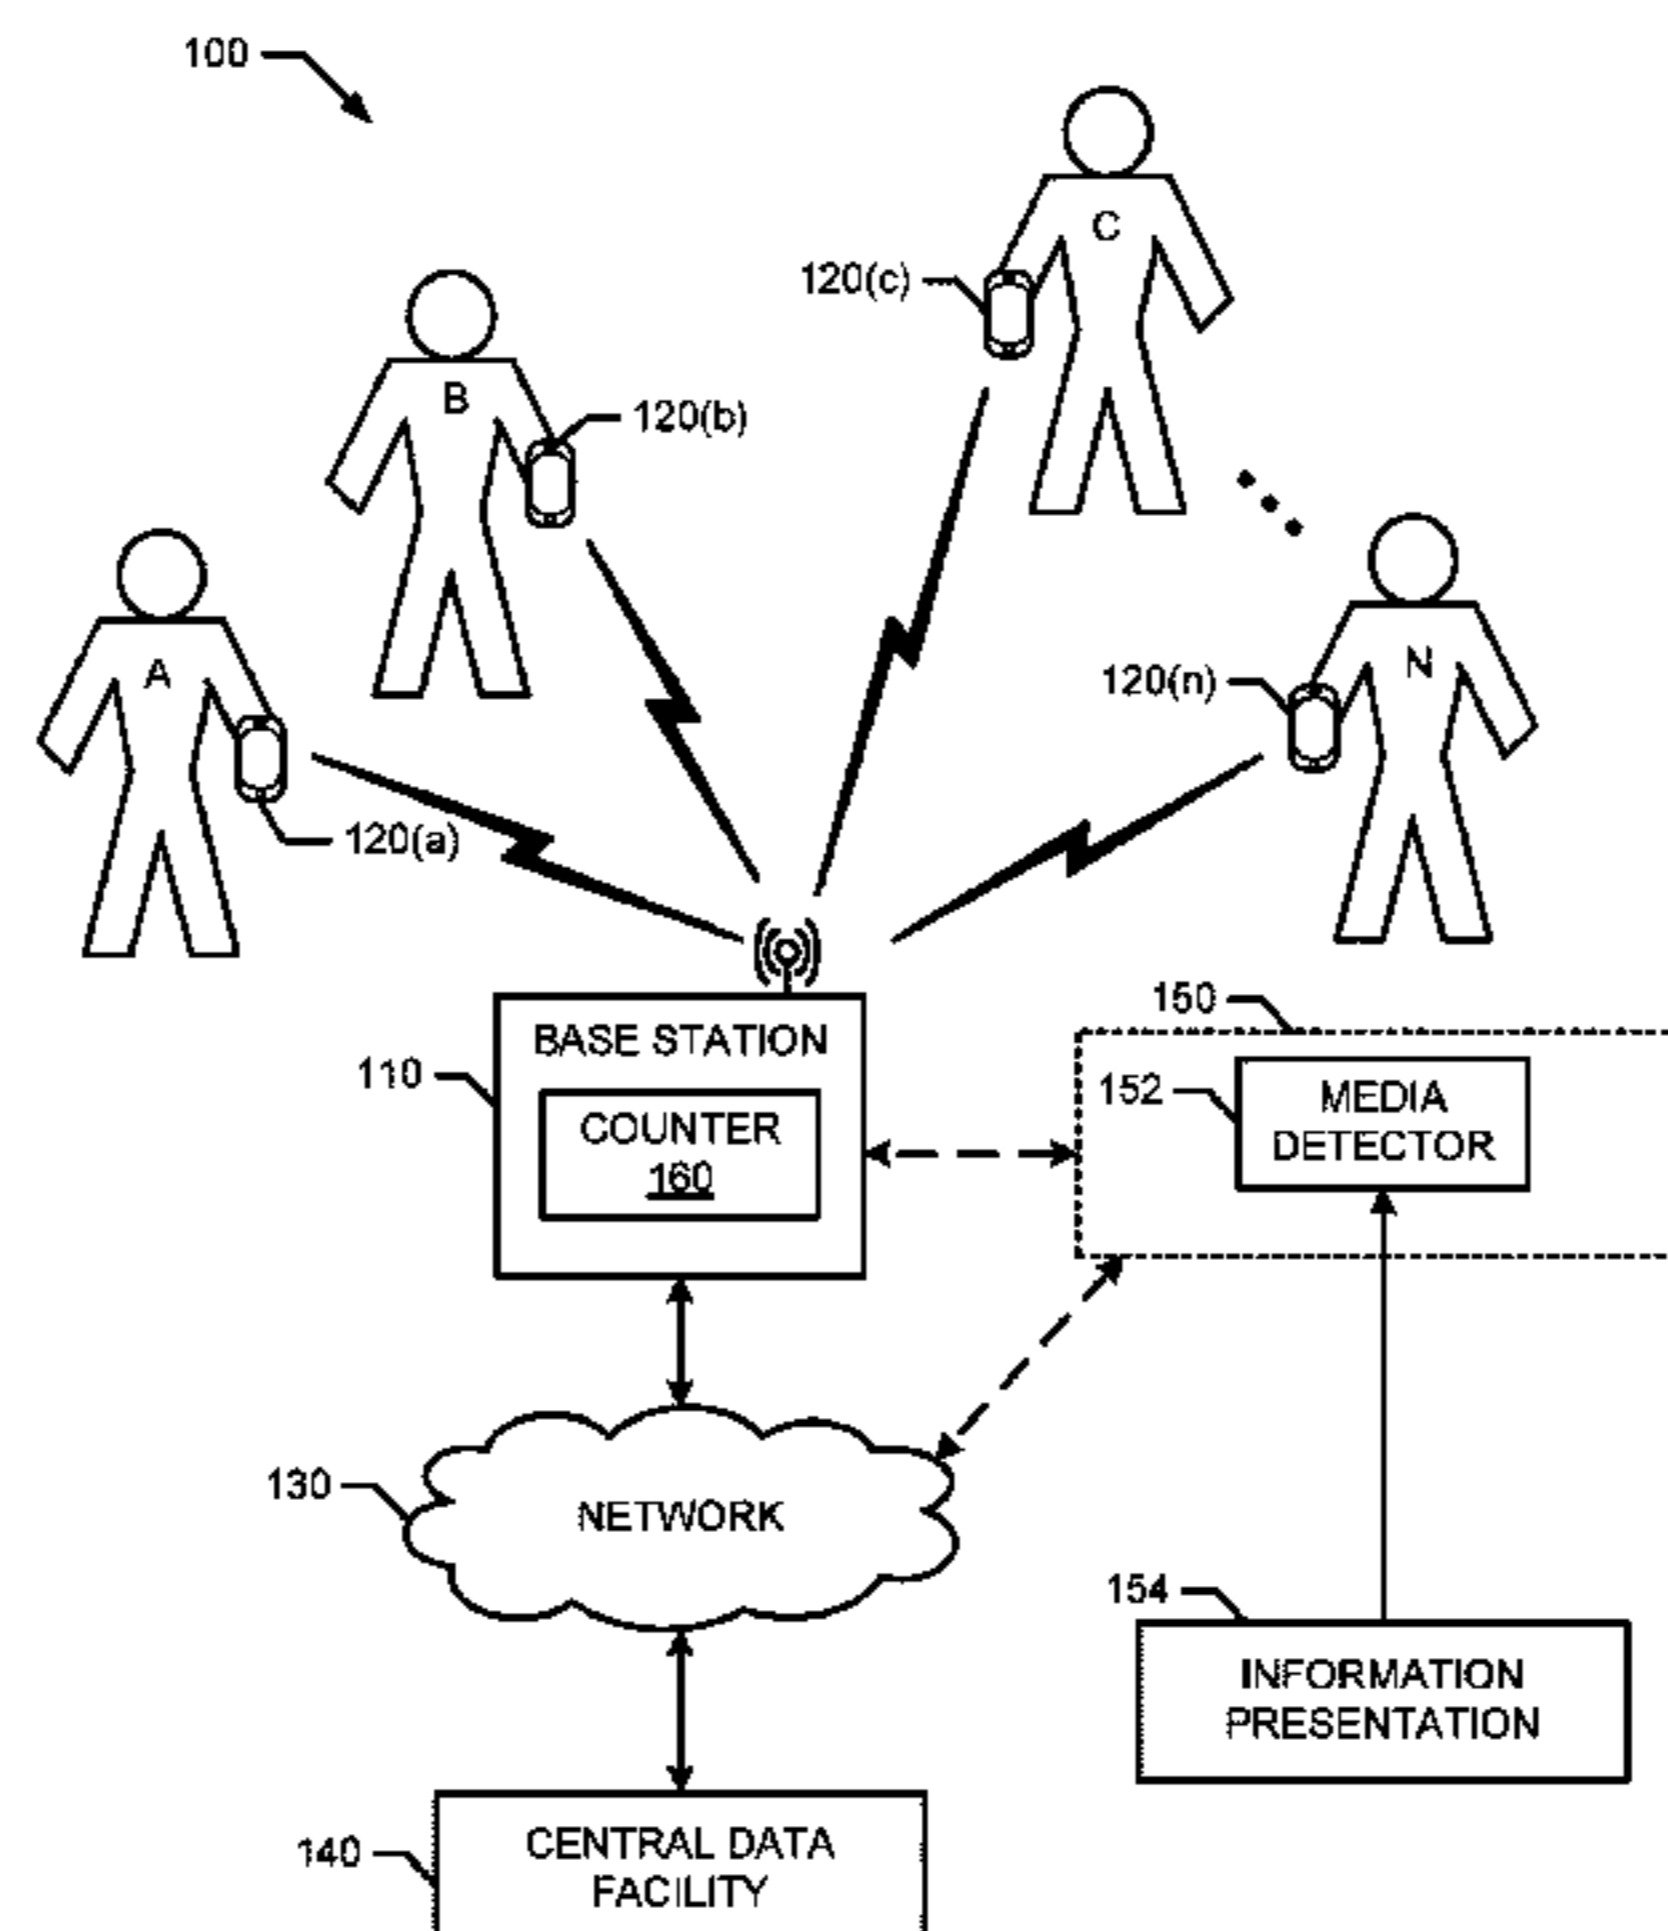 100
C
120(c)
B
120(b)
A
N
120(n)
120(a)
150
BASE STATION
110
152
MEDIA
DETECTOR
COUNTER
160
130
NETWORK
154
INFORMATION
PRESENTATION
140
CENTRAL DATA
FACILITY